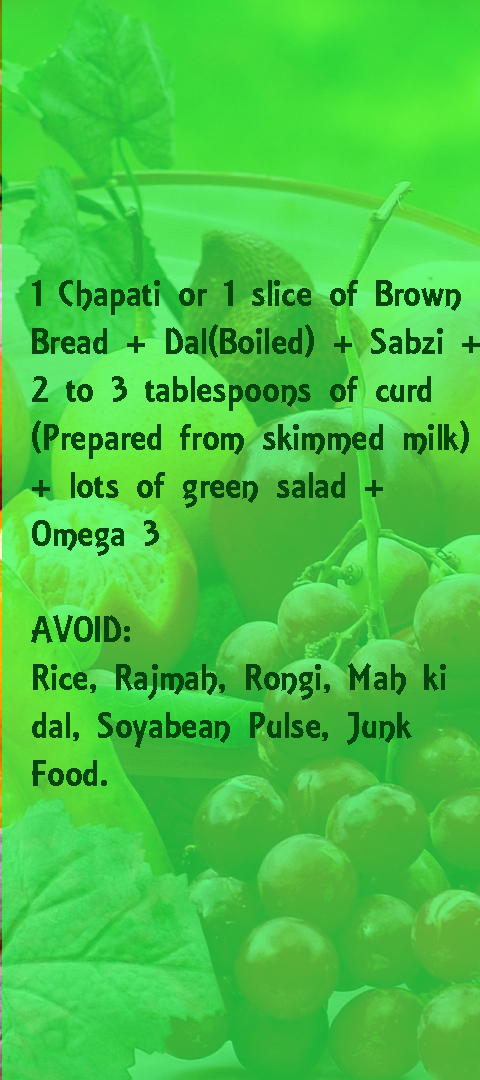 1 Chapati or 1 slice of Brown
Bread + Dal(Boiled) + Sabzi +
2 to 3 tablespoons of curd
(Prepared from skimmed milk)
+ lots of green salad +
Omega 3
AVOID:
Rice, Rajmah, Rongi, Mah ki
dal, Soyabean Pulse, Junk
Food.